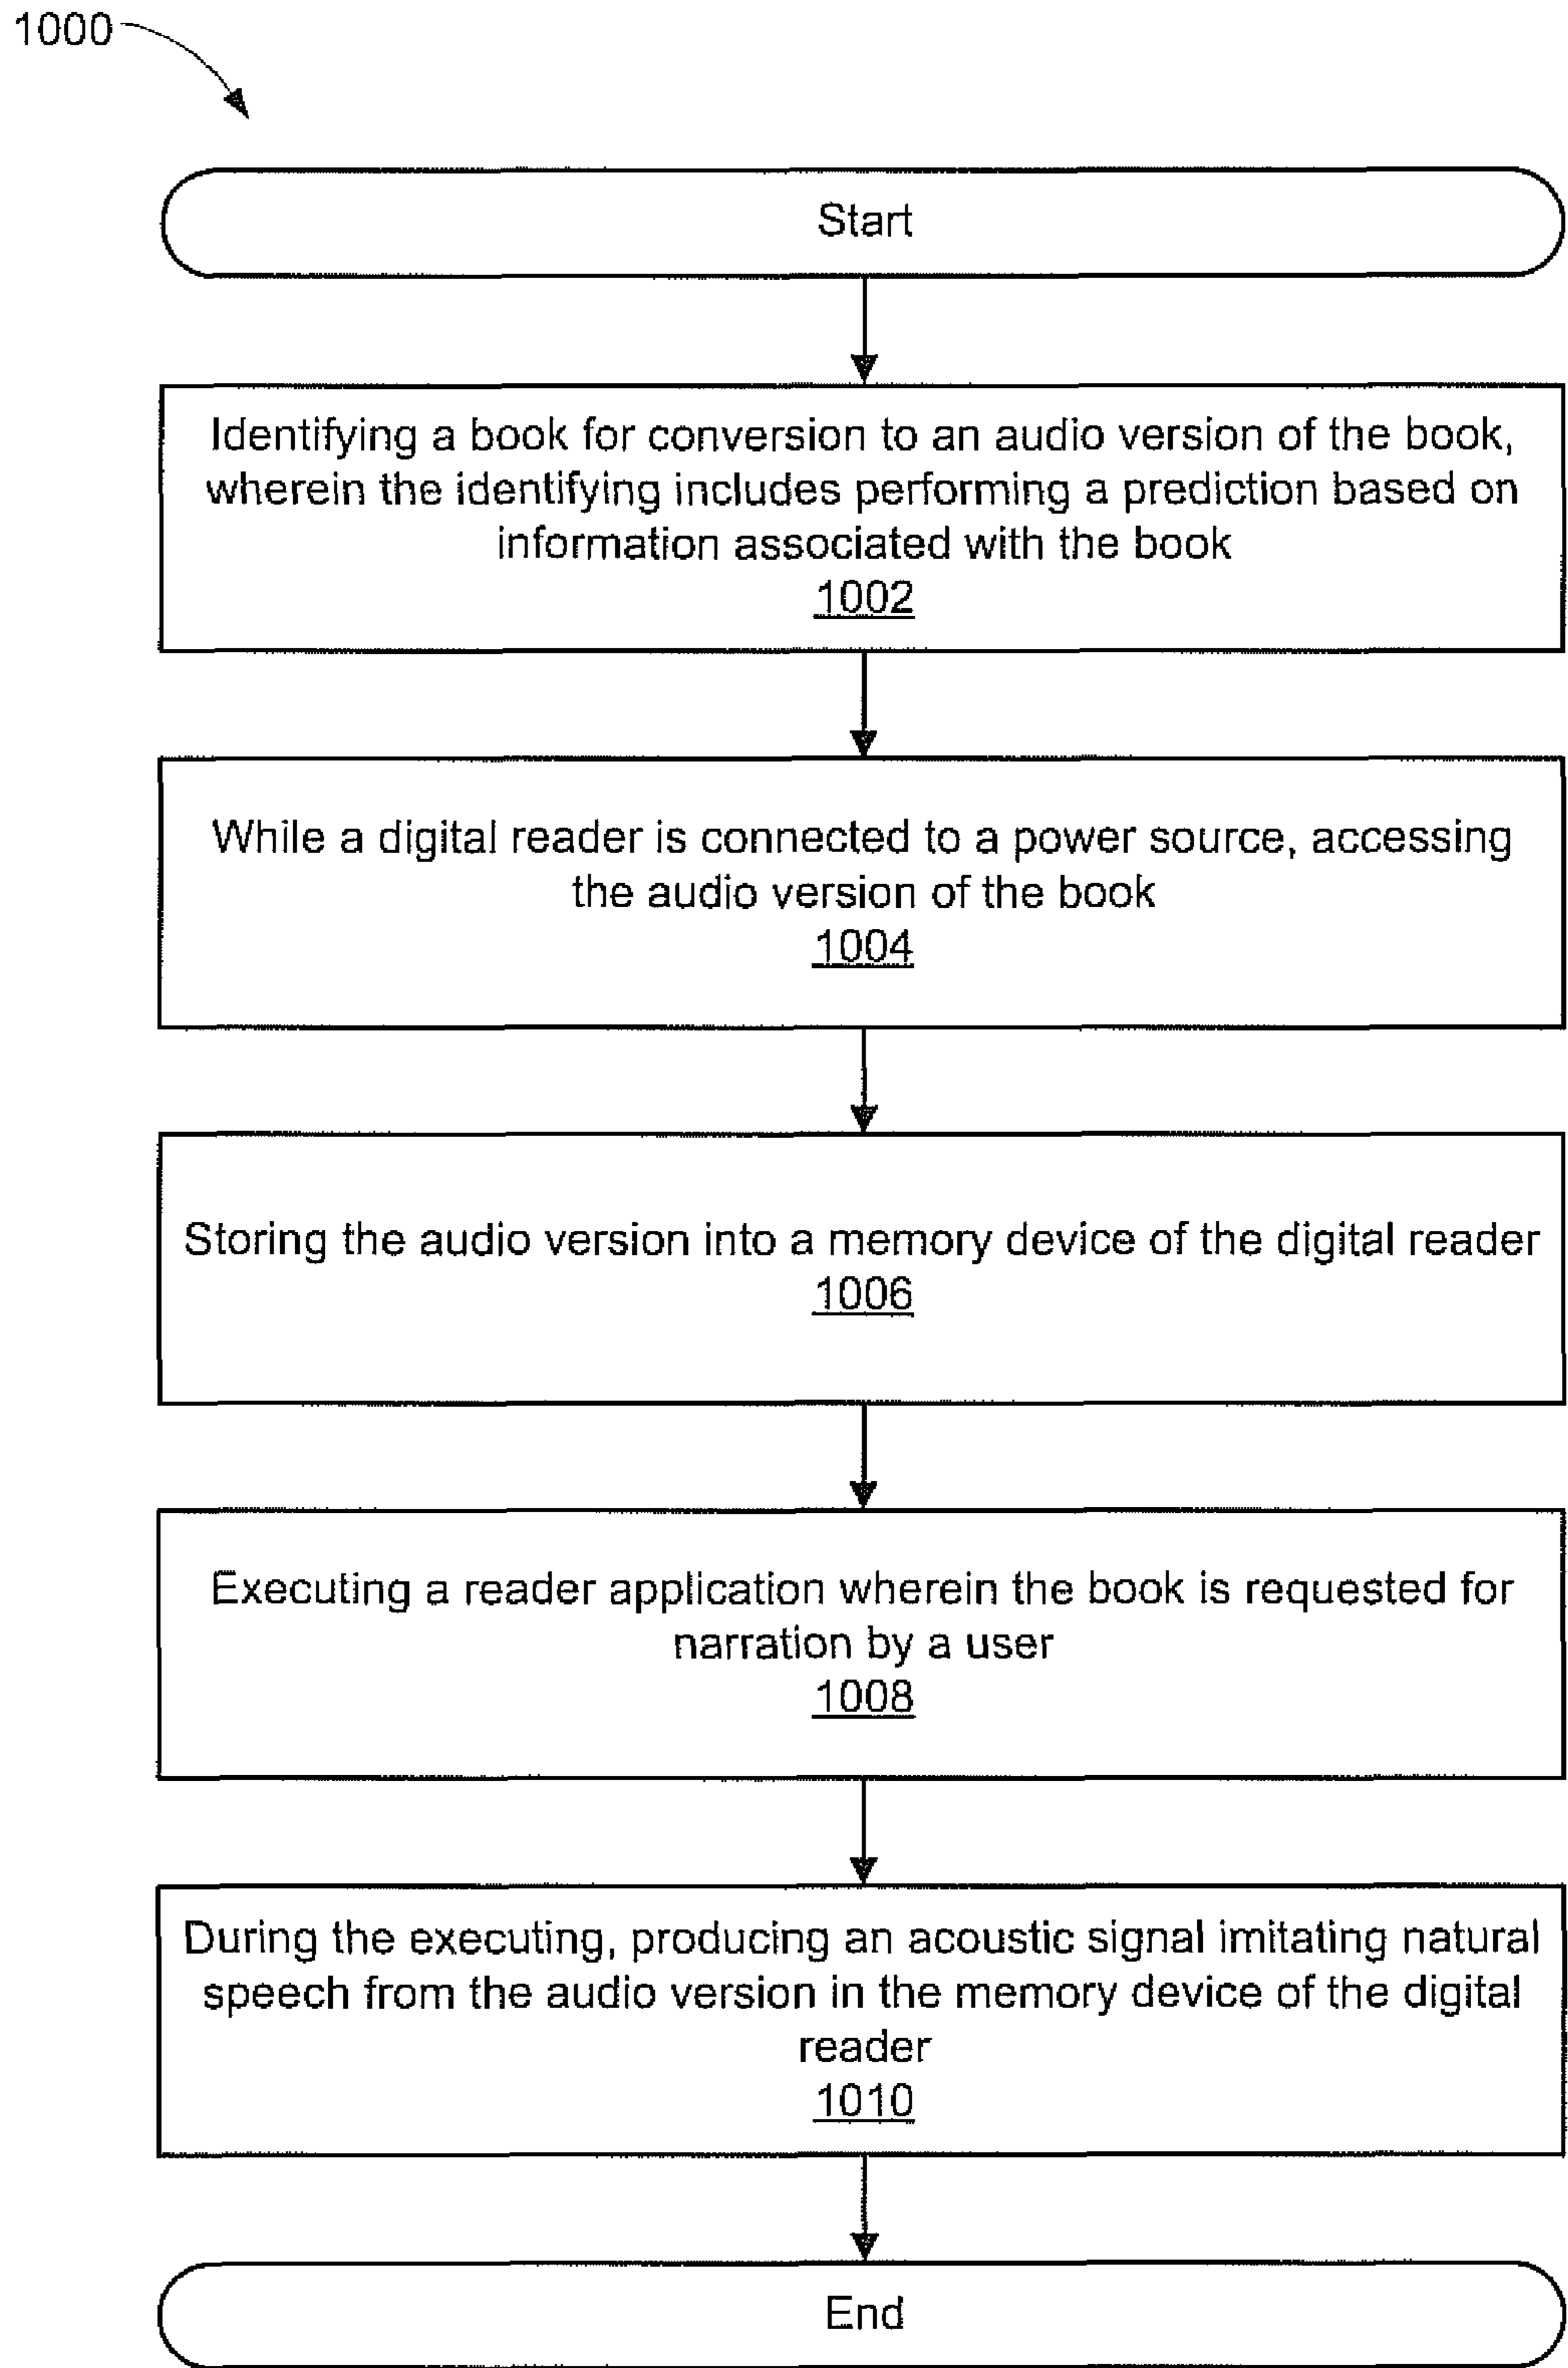 1000
Start
Identifying a book for conversion to an audio version of the book,
wherein the identifying includes performing a prediction based on
information associated with the book
1002
While a digital reader is connected to a power source, accessing
the audio version of the book
1004
Storing the audio version into a memory device of the digital reader
1006
Executing a reader application wherein the book is requested for
narration by a user
1008
During the executing, producing an acoustic signal imitating natural
speech from the audio version in the memory device of the digital
reader
1010
End